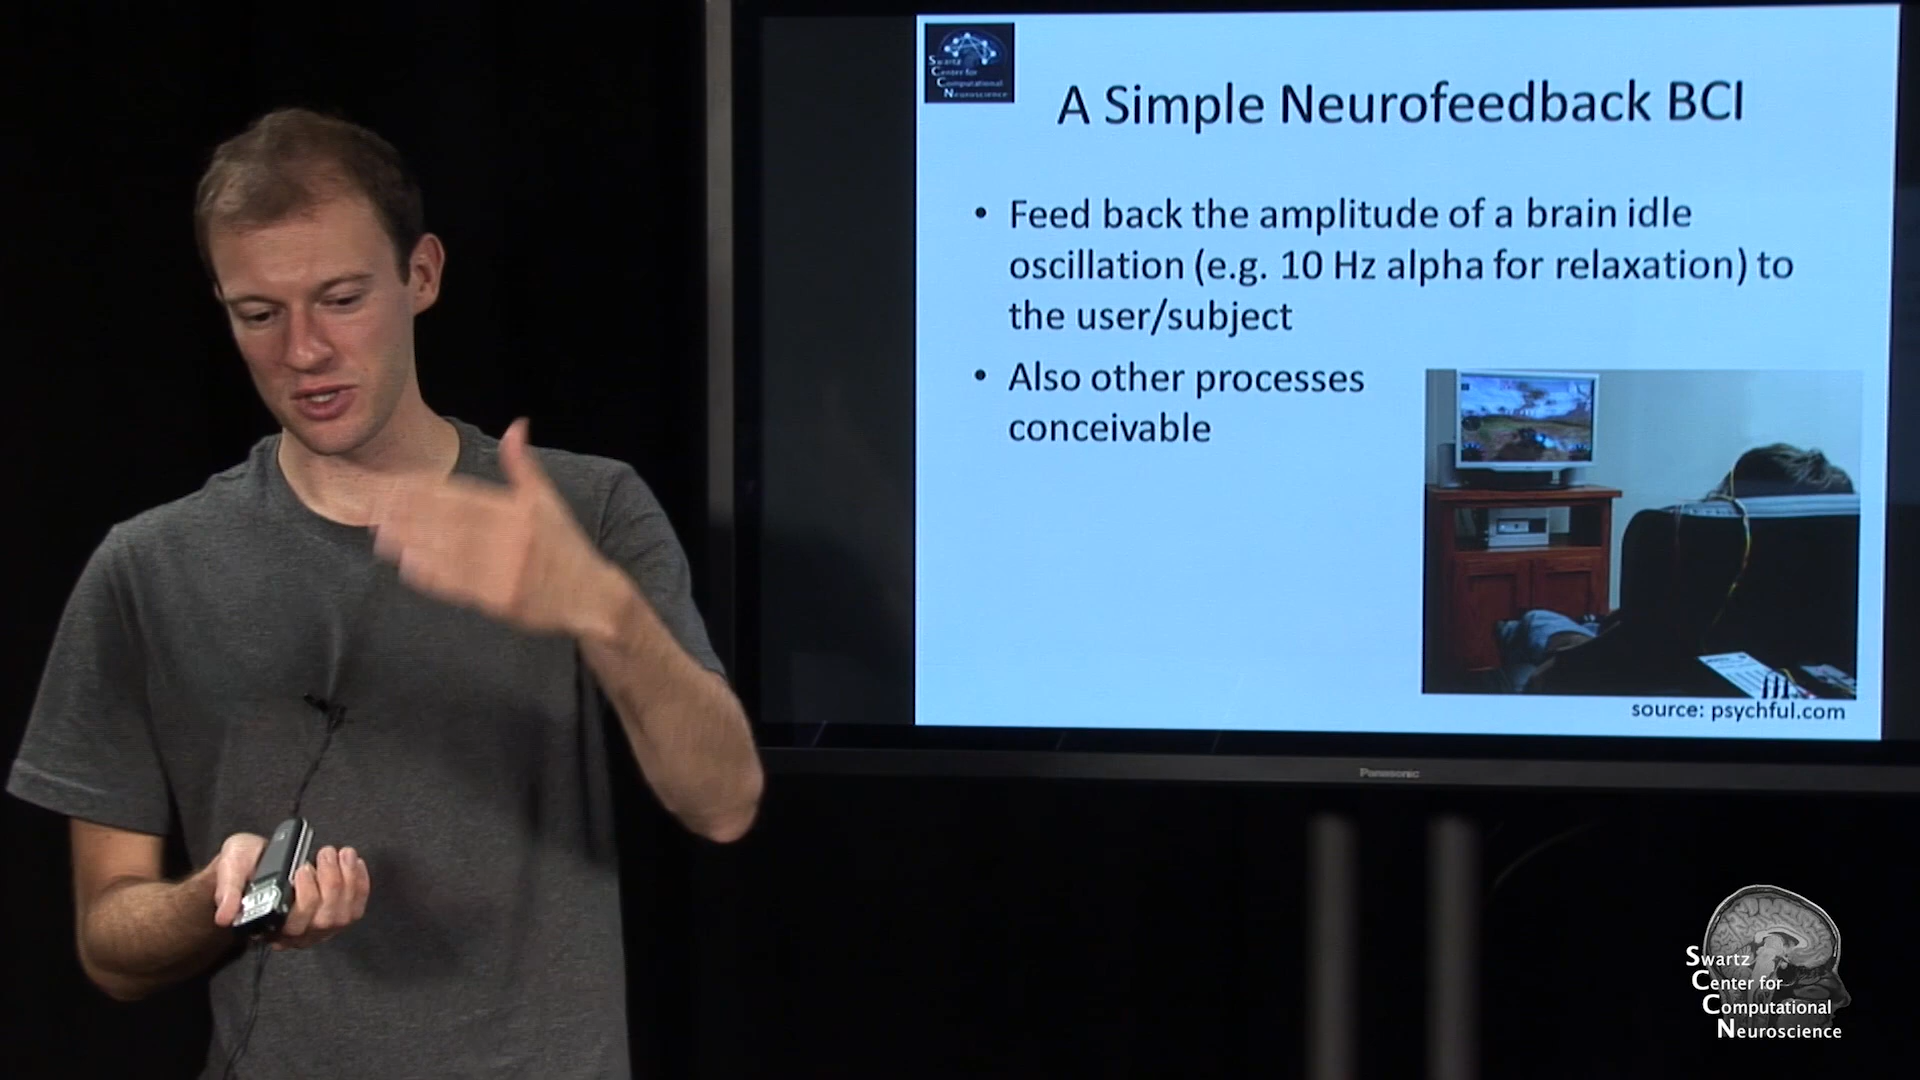 Swartz
Center for
Computational
Neuroscience
A Simple Neurofeedback BCI
• Feed back the amplitude of a brain idle
oscillation (e.g. 10 Hz alpha for relaxation) to
the user/subject
• Also other processes
conceivable
source: psychful.com
Panasonic
Swartz
Center for
Computational
Neuroscience